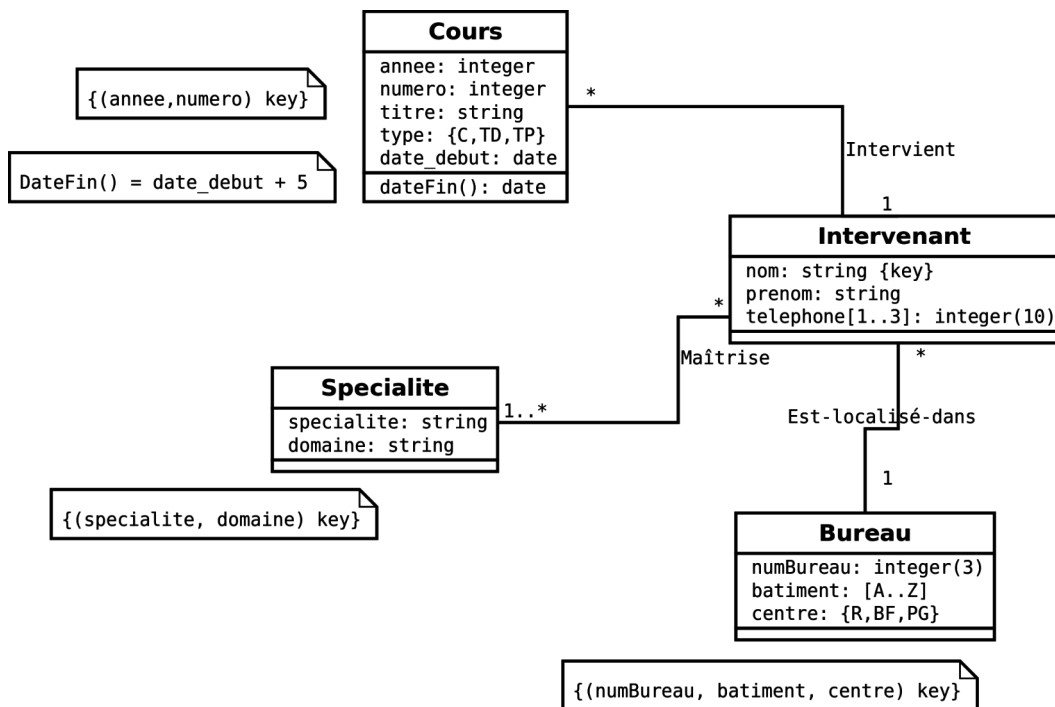 Cours
annee: integer
numero: integer
titre: string
type: {C,TD,TP}
date_debut: date
dateFin(): date
{(annee,numero) key}
DateFin() = date_debut + 5
*
Intervient
1
Intervenant
nom: string {key}
prenom: string
telephone[1..3]: integer(10)
*
Maîtrise
1..*
Specialite
specialite: string
domaine: string
{(specialite, domaine) key}
*
Est-localisé-dans
1
Bureau
numBureau: integer(3)
batiment: [A..Z]
centre: {R,BF,PG}
{(numBureau, batiment, centre) key}